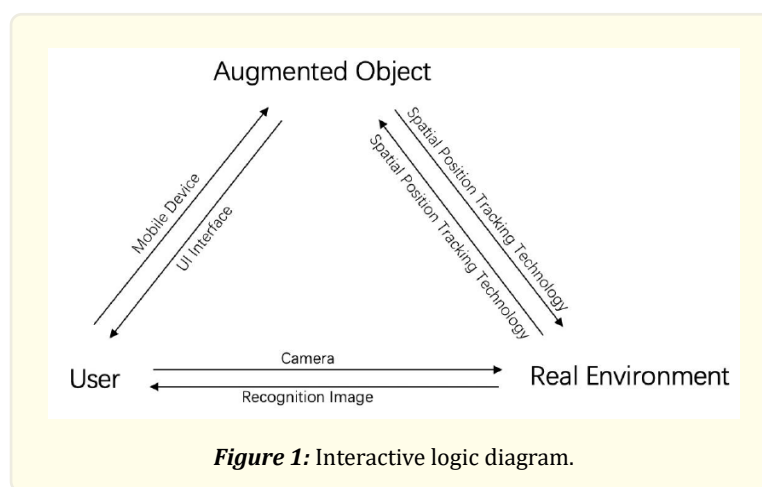 Augmented Object
Mobile Device
UI Interface
Spatial Position Tracking Technology
Spatial Position Tracking Technology
User
Camera
Recognition Image
Real Environment
Figure 1: Interactive logic diagram.